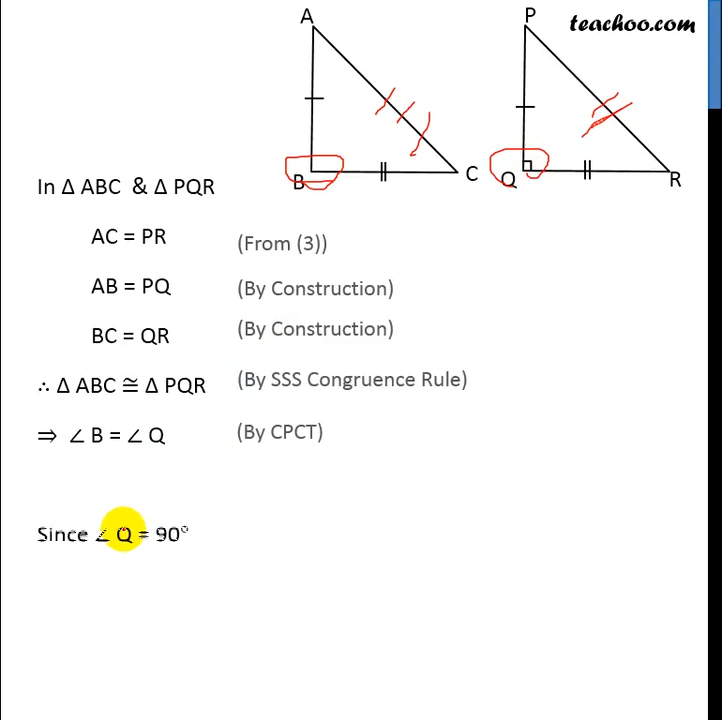 A
P
teachoo.com
B
C
Q
R
In Δ ABC & Δ PQR
AC = PR (From (3))
AB = PQ (By Construction)
BC = QR (By Construction)
∴ Δ ABC ≅ Δ PQR (By SSS Congruence Rule)
⇒ ∠ B = ∠ Q (By CPCT)
Since ∠ Q = 90°